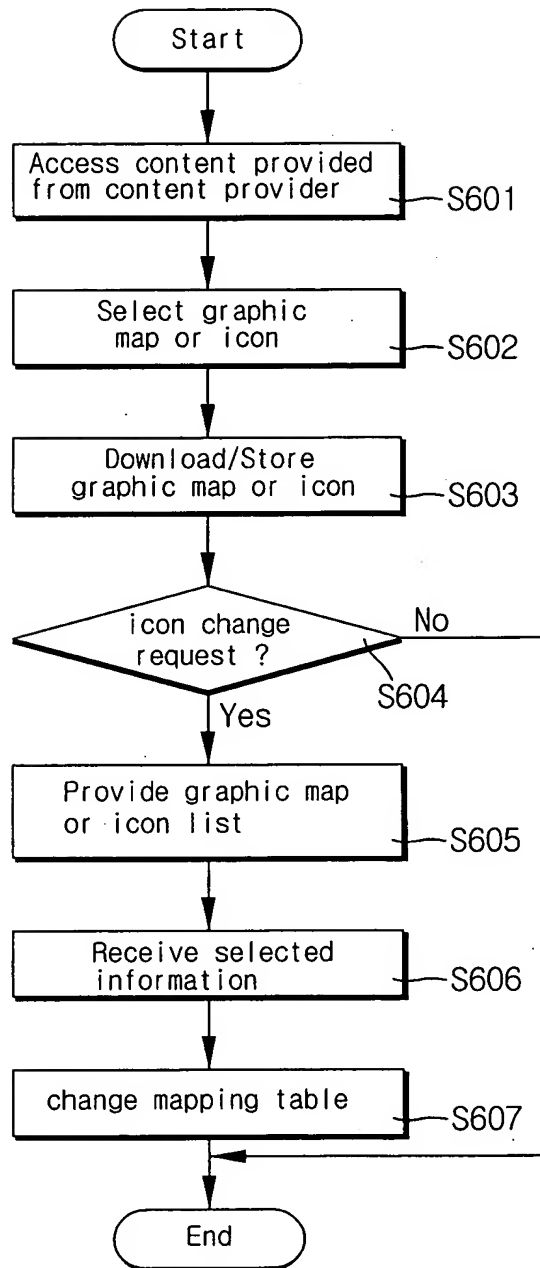 Start
Access content provided
from content provider
S601
Select graphic
map or icon
S602
Download/Store
graphic map or icon
S603
icon change
request ?
No
S604
Yes
Provide graphic map
or icon list
S605
Receive selected
information
S606
change mapping table
S607
End